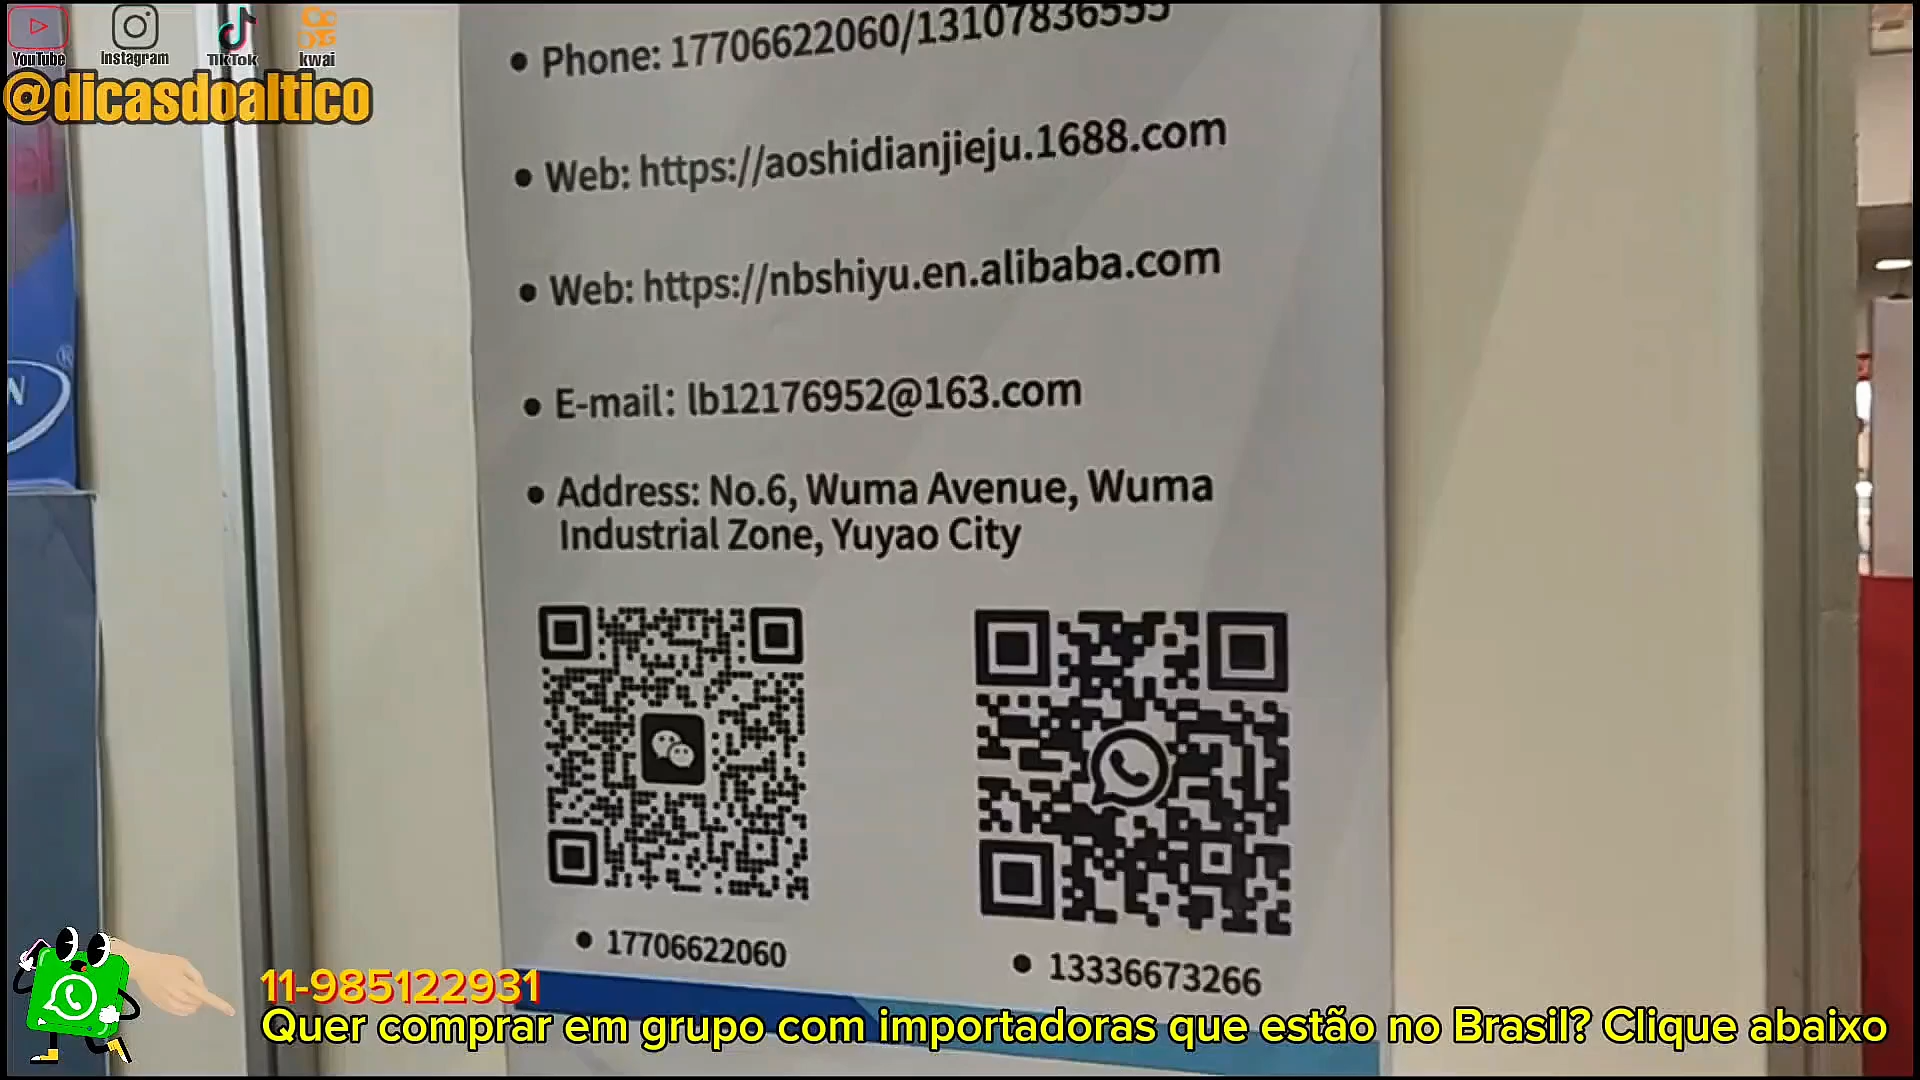 YouTube Instagram TikTok kwai
@dicasdoaltico
• Phone: 17706622060/13107836555
• Web: https://aoshidianjieju.1688.com
• Web: https://nbshiyu.en.alibaba.com
N®
• E-mail: lb12176952@163.com
• Address: No.6, Wuma Avenue, Wuma
Industrial Zone, Yuyao City
• 17706622060
• 13336673266
11-985122931
Quer comprar em grupo com importadoras que estão no Brasil? Clique abaixo